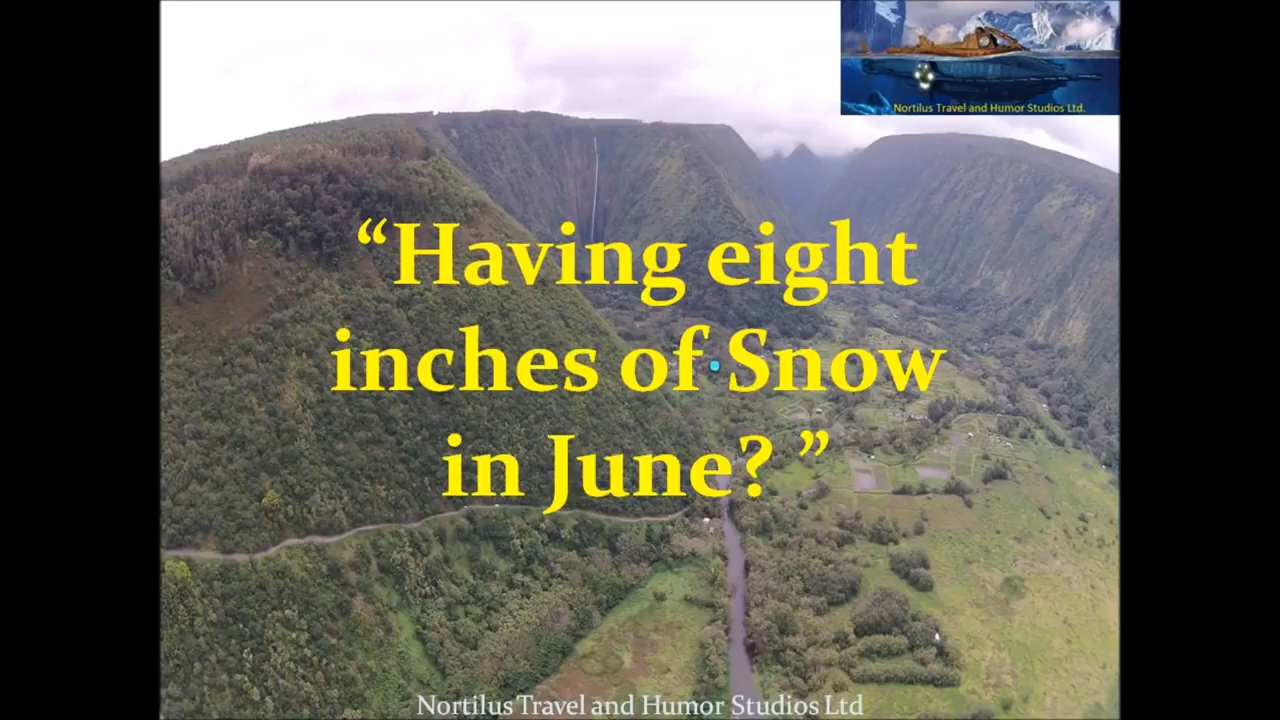 Nortilus Travel and Humor Studios Ltd.
“Having eight
inches of Snow
in June? ”
Nortilus Travel and Humor Studios Ltd